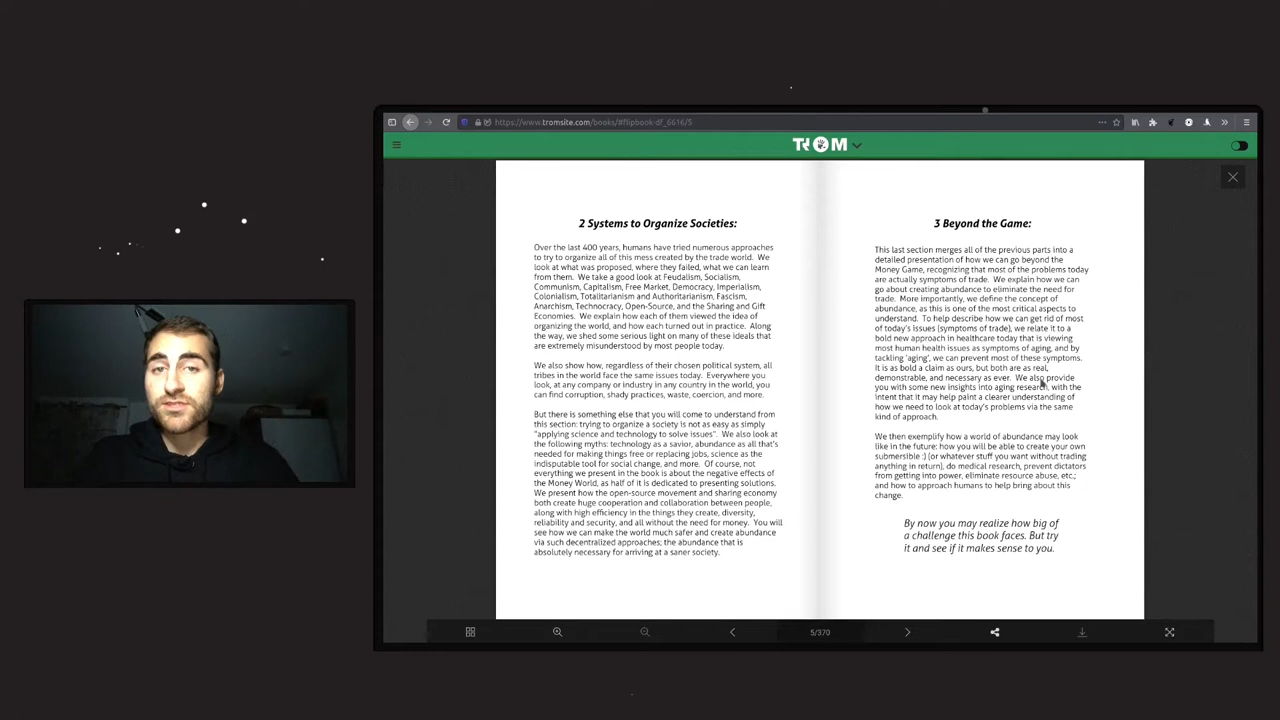 https://www.tromsite.com/books/#flipbook-df_6616/5
TROM
2 Systems to Organize Societies:
Over the last 400 years, humans have tried numerous approaches
to try to organize all of this mess created by the trade world. We
look at what was proposed, where they failed, what we can learn
from them. We take a good look at Feudalism, Socialism,
Communism, Capitalism, Free Market, Democracy, Imperialism,
Colonialism, Totalitarianism and Authoritarianism, Fascism,
Anarchism, Technocracy, Open-Source, and the Sharing and Gift
Economies. We explain how each of them viewed the idea of
organizing the world, and how each turned out in practice. Along
the way, we shed some serious light on many of these ideals that
are extremely misunderstood by most people today.
We also show how, regardless of their chosen political system, all
tribes in the world face the same issues today. Everywhere you
look, at any company or industry in any country in the world, you
can find corruption, shady practices, waste, coercion, and more.
But there is something else that you will come to understand from
this section: trying to organize a society is not as easy as simply
"applying science and technology to solve issues". We also look at
the following myths: technology as a savior, abundance as all that's
needed for making things free or replacing jobs, science as the
indisputable tool for social change, and more. Of course, not
everything we present in the book is about the negative effects of
the Money World, as half of it is dedicated to presenting solutions.
We present how the open-source movement and sharing economy
both create huge cooperation and collaboration between people,
along with high efficiency in the things they create, diversity,
reliability and security, and all without the need for money. You will
see how we can make the world much safer and create abundance
via such decentralized approaches; the abundance that is
absolutely necessary for arriving at a saner society.
3 Beyond the Game:
This last section merges all of the previous parts into a
detailed presentation of how we can go beyond the
Money Game, recognizing that most of the problems today
are actually symptoms of trade. We explain how we can
go about creating abundance to eliminate the need for
trade. More importantly, we define the concept of
abundance, as this is one of the most critical aspects to
understand. To help describe how we can get rid of most
of today's issues (symptoms of trade), we relate it to a
bold new approach in healthcare today that is viewing
most human health issues as symptoms of aging, and by
tackling 'aging', we can prevent most of these symptoms.
It is as bold a claim as ours, but both are as real,
demonstrable, and necessary as ever. We also provide
you with some new insights into aging research, with the
intent that it may help paint a clearer understanding of
how we need to look at today's problems via the same
kind of approach.
We then exemplify how a world of abundance may look
like in the future: how you will be able to create your own
submersible :) (or whatever stuff you want without trading
anything in return), do medical research, prevent dictators
from getting into power, eliminate resource abuse, etc.;
and how to approach humans to help bring about this
change.
By now you may realize how big of
a challenge this book faces. But try
it and see if it makes sense to you.
5/370